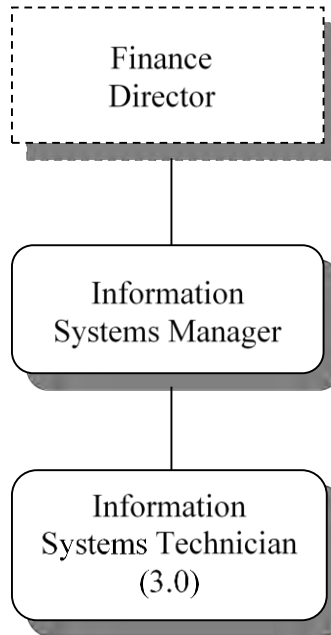 Finance
Director
Information
Systems Manager
Information
Systems Technician
(3.0)